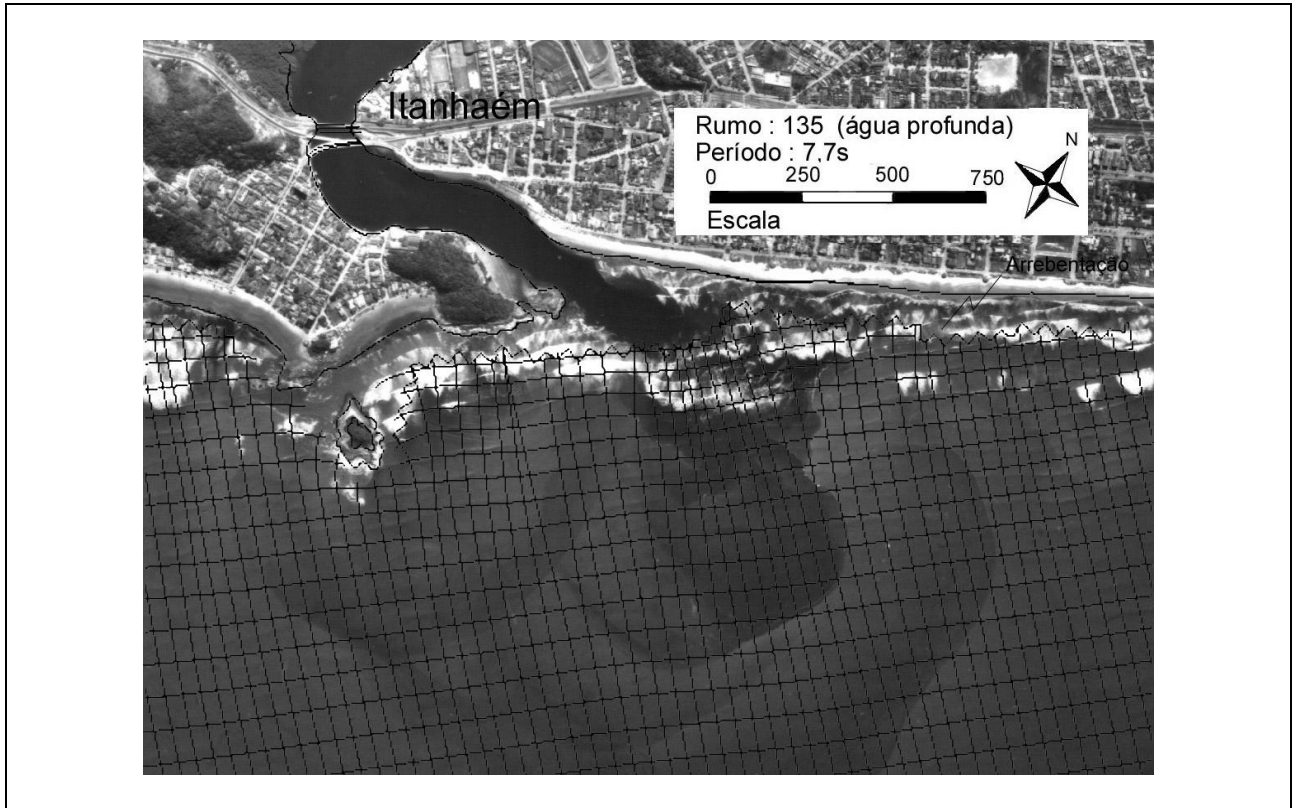 Itanhaém
Rumo : 135 (água profunda)
Período : 7,7s
N
0 250 500 750
Escala
Arrebentação